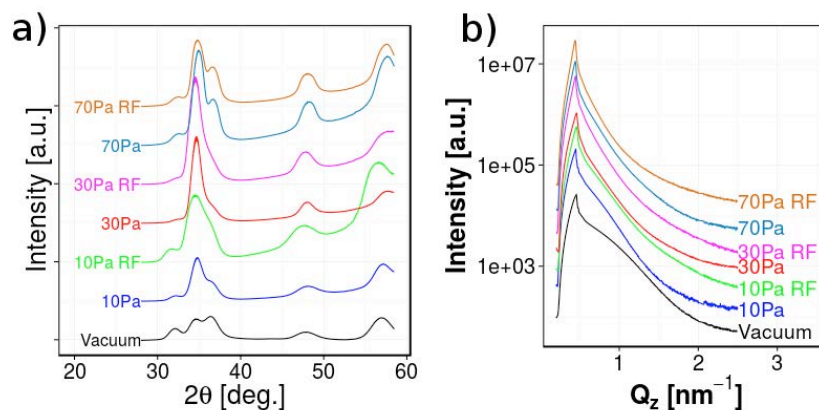 a)
Intensity [a.u.]
70Pa RF
70Pa
30Pa RF
30Pa
10Pa RF
10Pa
Vacuum
20 30 40 50 60
2θ [deg.]
b)
Intensity [a.u.]
1e+07
1e+05
1e+03
70Pa RF
70Pa
30Pa RF
30Pa
10Pa RF
10Pa
Vacuum
1 2 3
Qz [nm⁻¹]